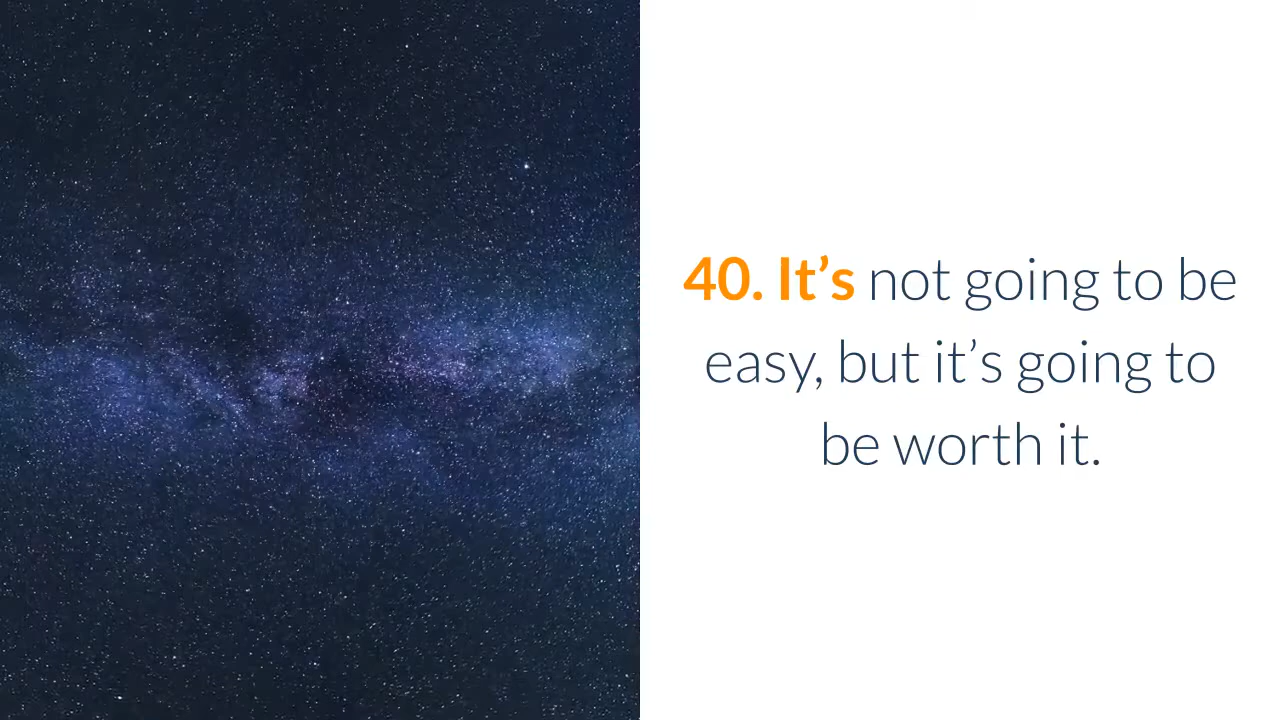 40. It’s not going to be
easy, but it’s going to
be worth it.